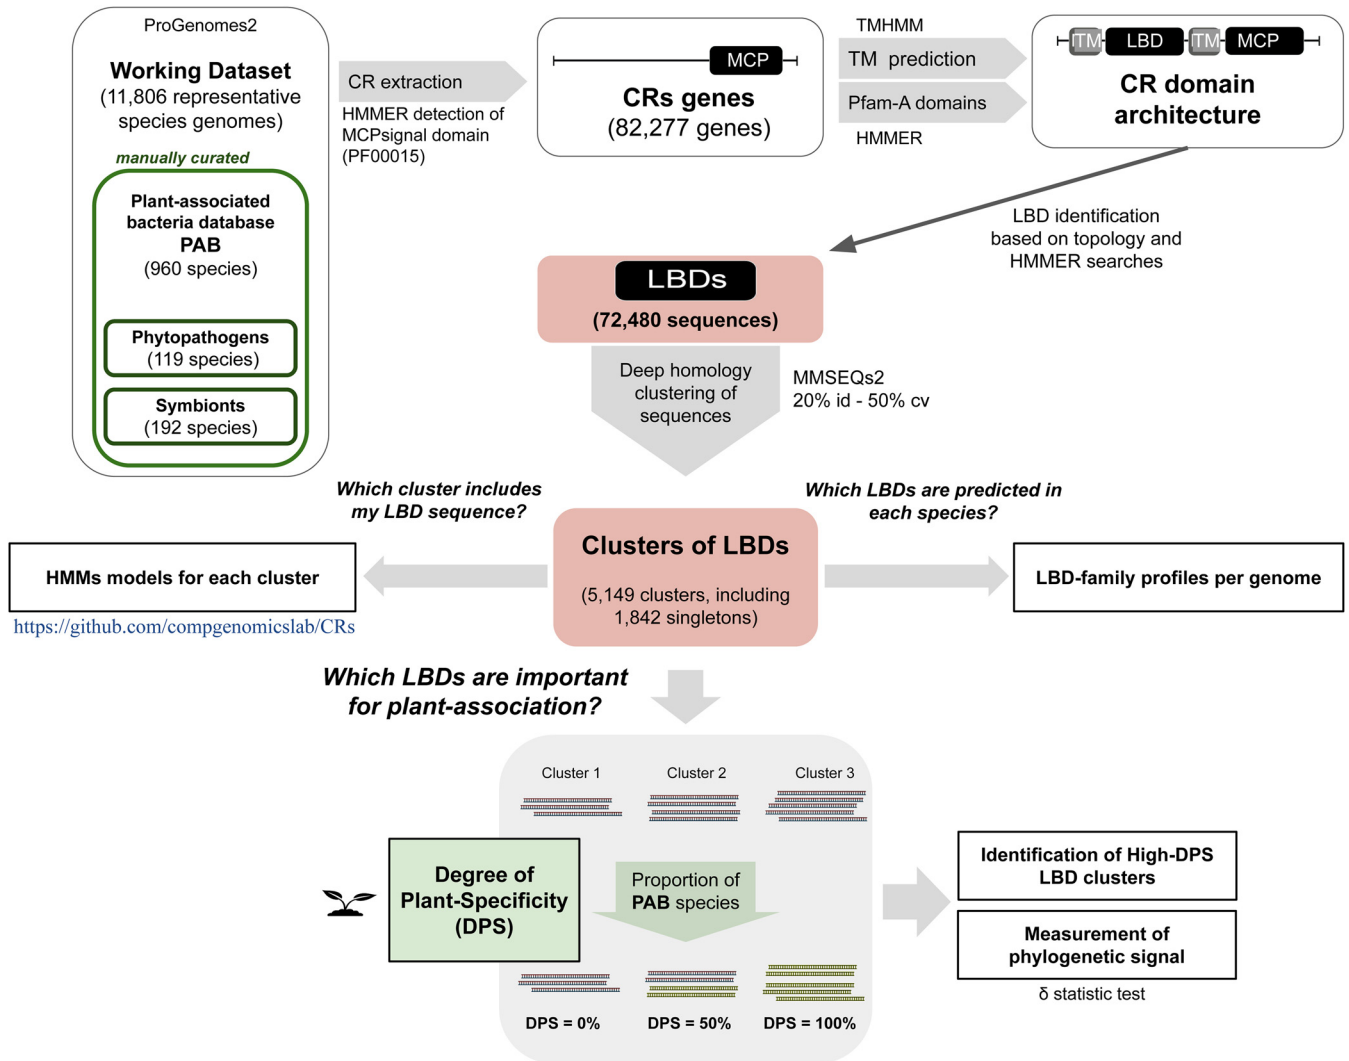 ProGenomes2
Working Dataset
(11,806 representative
species genomes)
manually curated
Plant-associated
bacteria database
PAB
(960 species)
Phytopathogens
(119 species)
Symbionts
(192 species)
CR extraction
HMMER detection of
MCPsignal domain
(PF00015)
MCP
CRs genes
(82,277 genes)
TMHMM
TM prediction
Pfam-A domains
HMMER
TM LBD TM MCP
CR domain
architecture
LBD identification
based on topology and
HMMER searches
LBDs
(72,480 sequences)
Deep homology
clustering of
sequences
MMSEQs2
20% id - 50% cv
Which cluster includes
my LBD sequence?
Which LBDs are predicted in
each species?
Clusters of LBDs
(5,149 clusters, including
1,842 singletons)
HMMs models for each cluster
https://github.com/compgenomicslab/CRs
LBD-family profiles per genome
Which LBDs are important
for plant-association?
Cluster 1 Cluster 2 Cluster 3
Degree of
Plant-Specificity
(DPS)
Proportion of
PAB species
DPS = 0% DPS = 50% DPS = 100%
Identification of High-DPS
LBD clusters
Measurement of
phylogenetic signal
δ statistic test